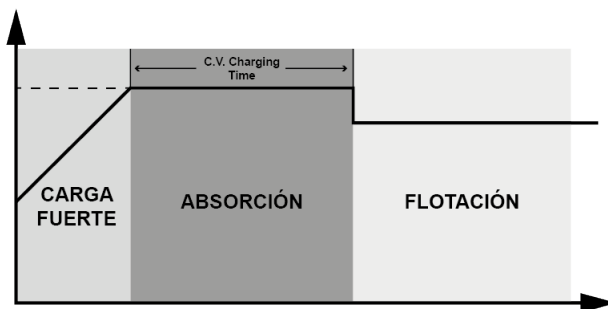 C.V. Charging
Time
CARGA
FUERTE
ABSORCIÓN
FLOTACIÓN